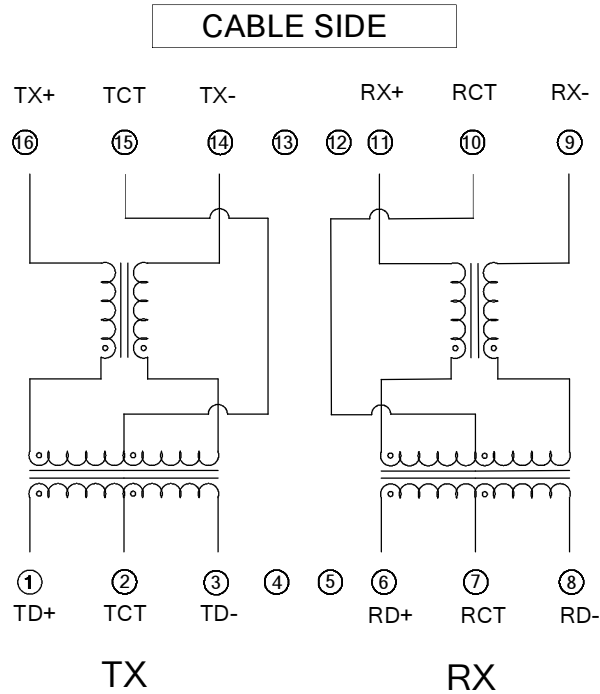 CABLE SIDE
TX+ TCT TX- RX+ RCT RX-
16 15 14 13 12 11 10 9
1 2 3 4 5 6 7 8
TD+ TCT TD- RD+ RCT RD-
TX RX